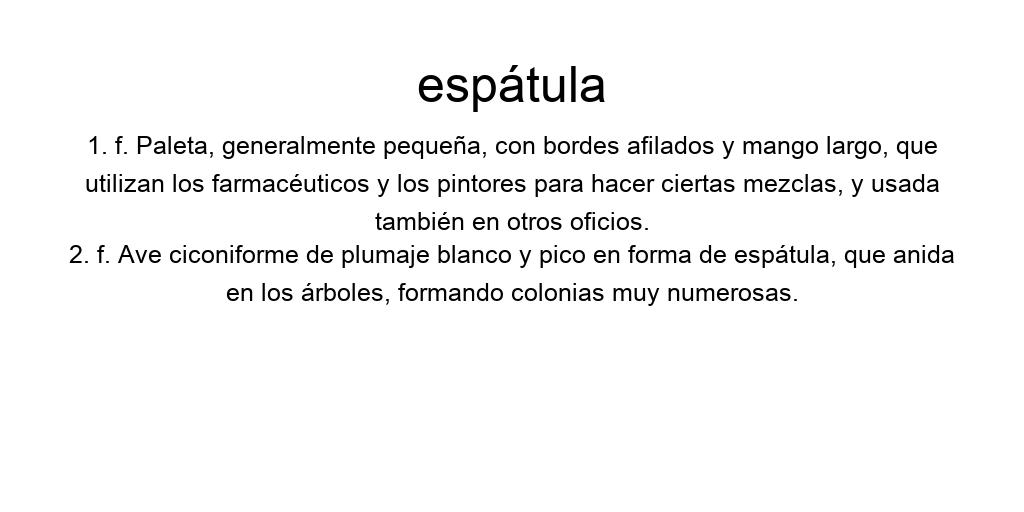 espátula
1. f. Paleta, generalmente pequeña, con bordes afilados y mango largo, que
utilizan los farmacéuticos y los pintores para hacer ciertas mezclas, y usada
también en otros oficios.
2. f. Ave ciconiforme de plumaje blanco y pico en forma de espátula, que anida
en los árboles, formando colonias muy numerosas.